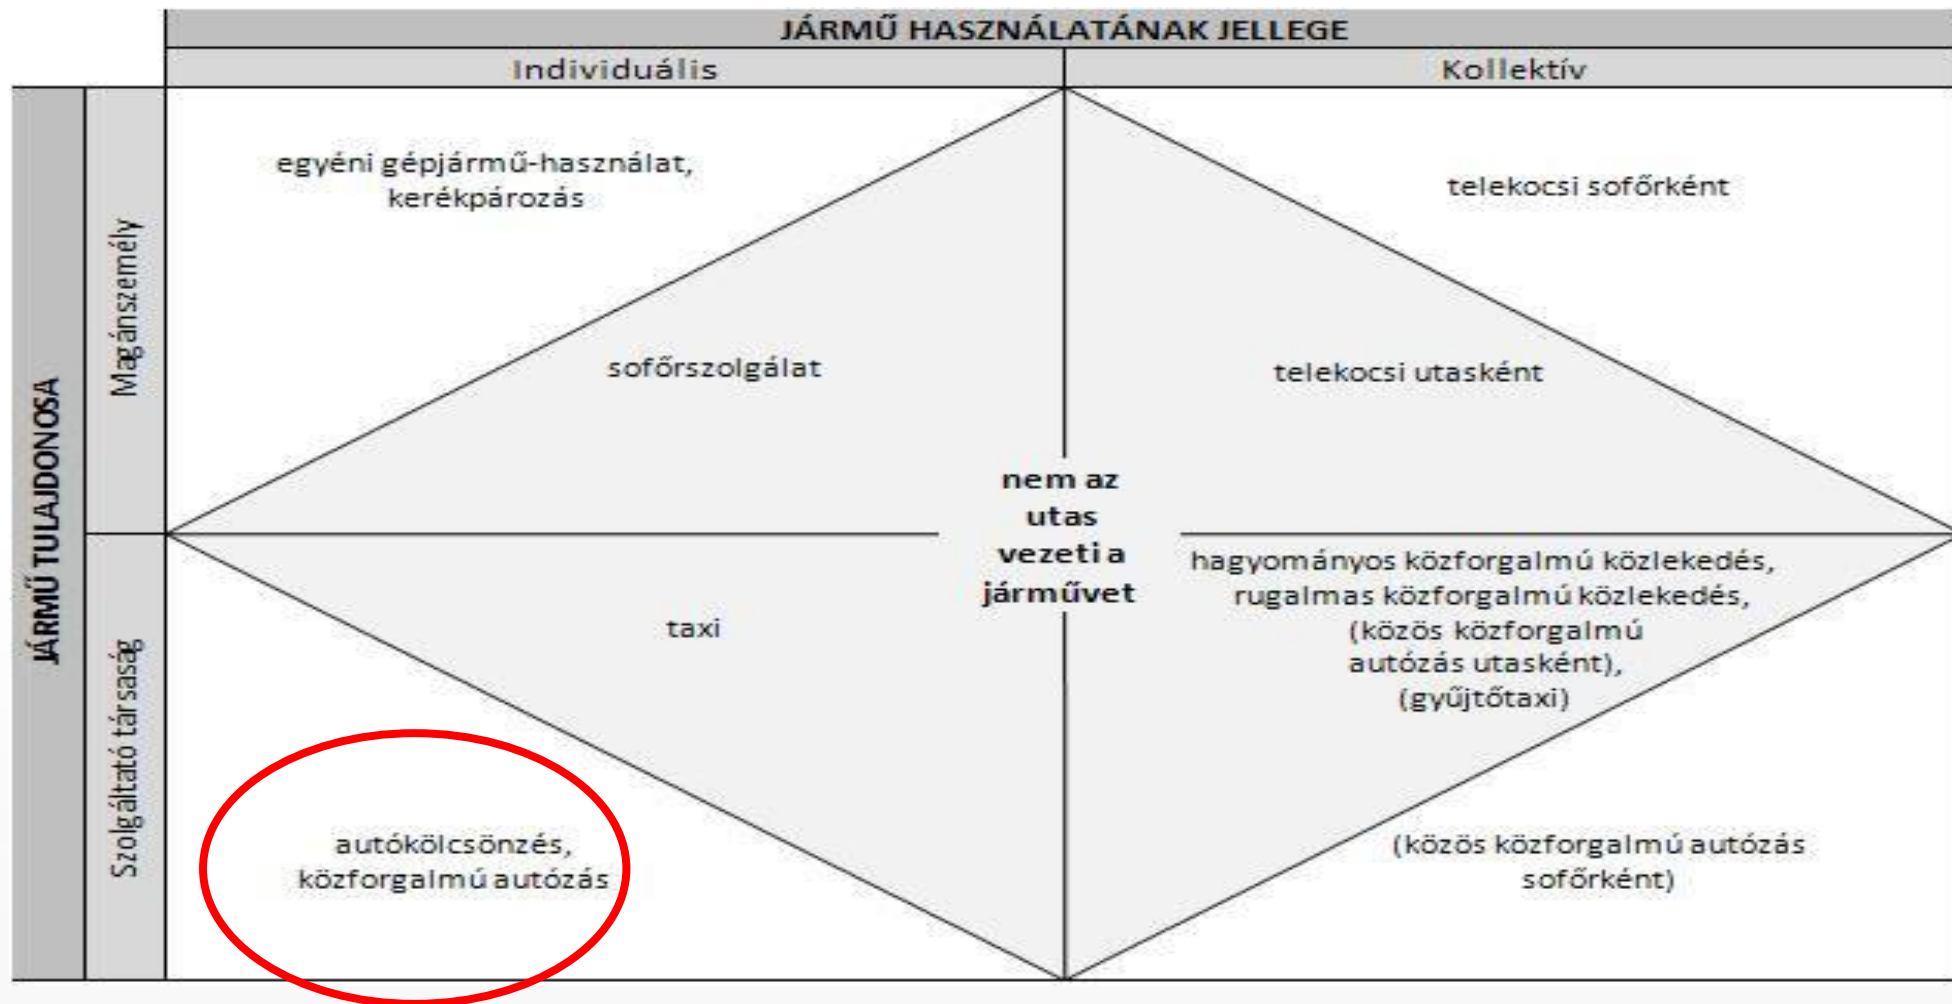 JÁRMŰ HASZNÁLATÁNAK JELLEGE
Individuális
Kollektív
JÁRMŰ TULAJDONOSA
Magánszemély
Szolgáltató társaság
egyéni gépjármű-használat,
kerékpározás
telekocsi sofőrként
sofőrszolgálat
telekocsi utasként
nem az
utas
vezeti a
járművet
taxi
hagyományos közforgalmú közlekedés,
rugalmas közforgalmú közlekedés,
(közös közforgalmú
autózás utasként),
(gyűjtőtaxi)
autókölcsönzés,
közforgalmú autózás
(közös közforgalmú autózás
sofőrként)